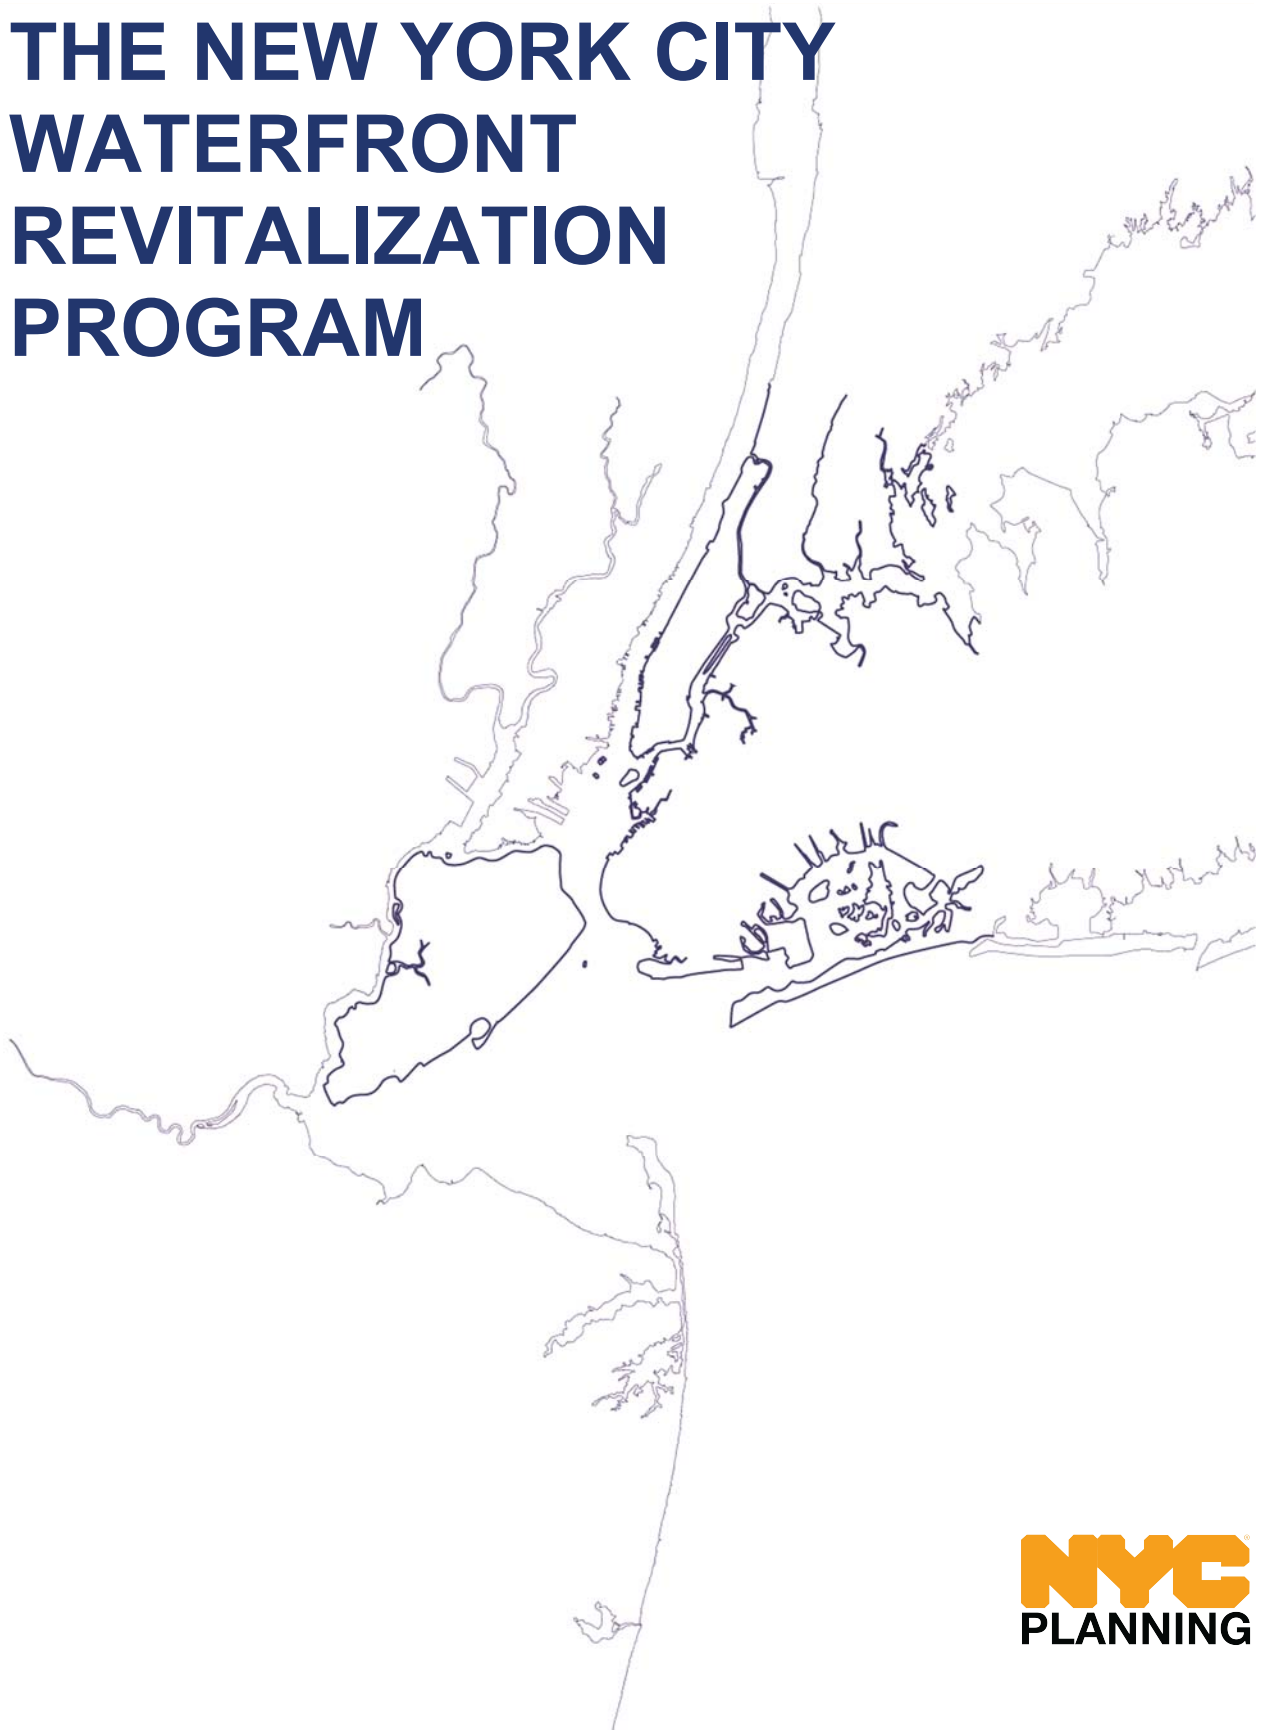 THE NEW YORK CITY
WATERFRONT
REVITALIZATION
PROGRAM
NYC
®
PLANNING